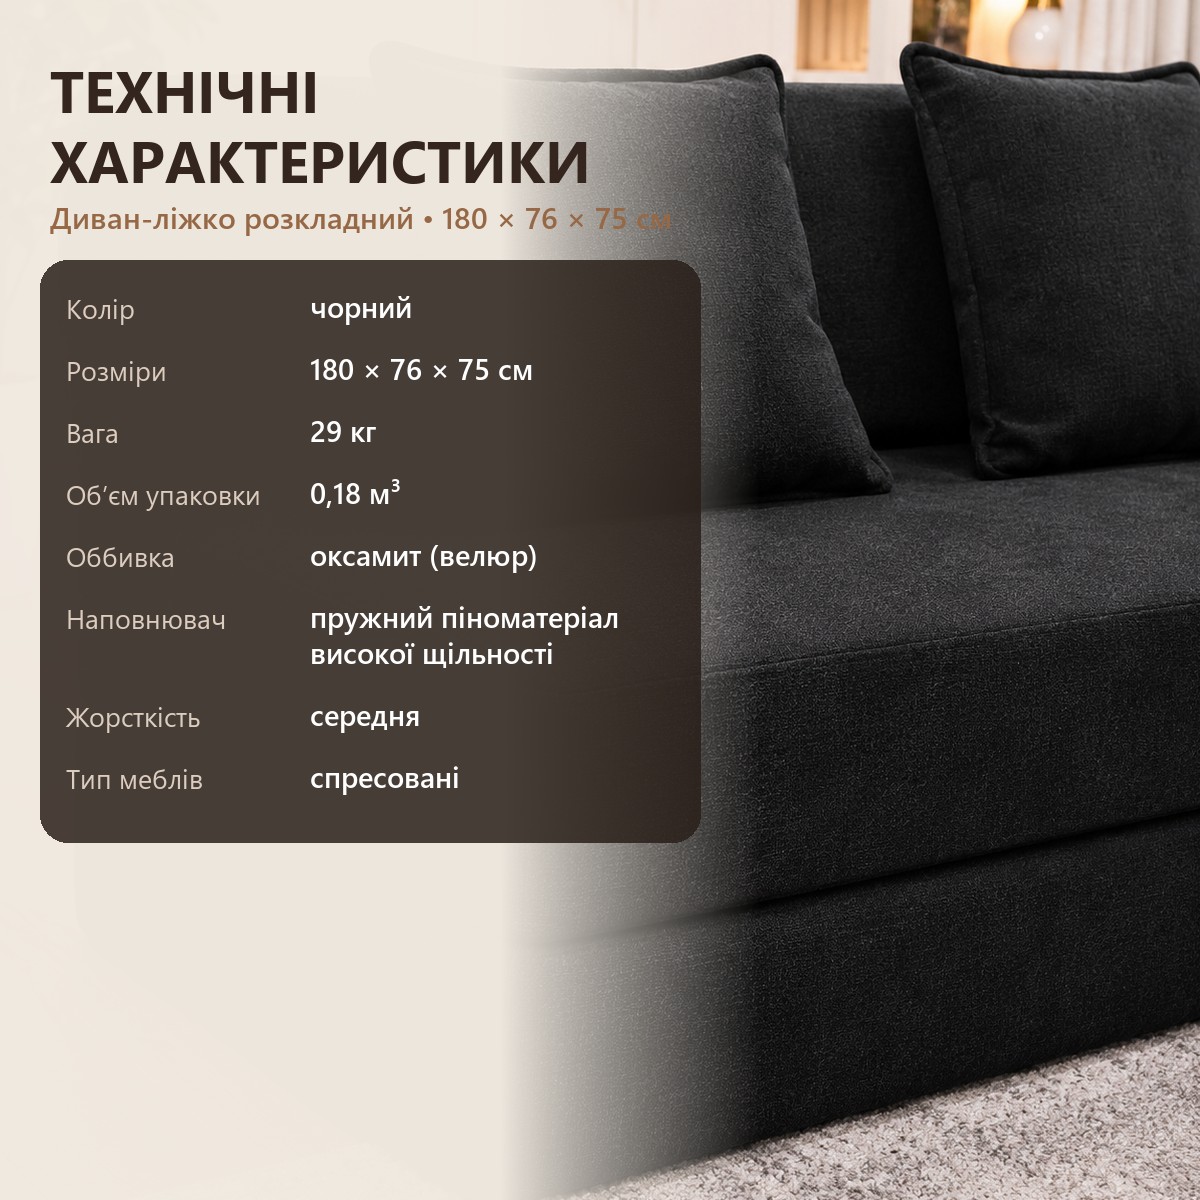 ТЕХНІЧНІ
ХАРАКТЕРИСТИКИ
Диван-ліжко розкладний • 180 × 76 × 75 см
Колір чорний
Розміри 180 × 76 × 75 см
Вага 29 кг
Об’єм упаковки 0,18 м³
Оббивка оксамит (велюр)
Наповнювач пружний піноматеріал
високої щільності
Жорсткість середня
Тип меблів спресовані